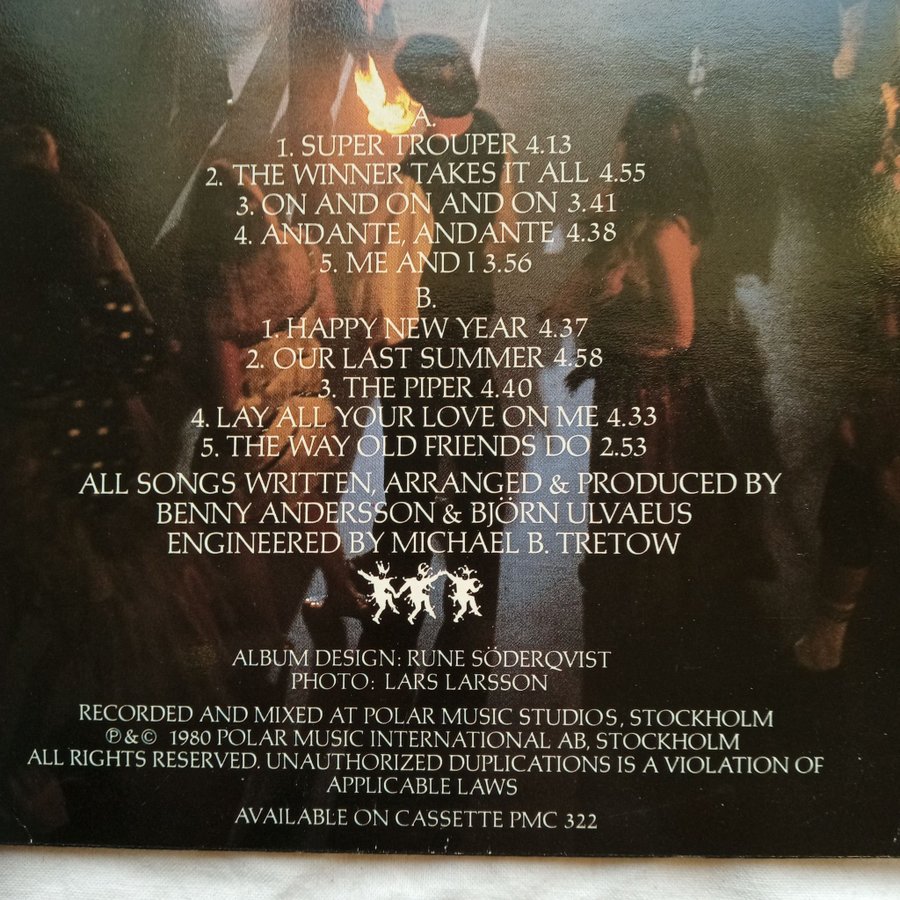 A.
1. SUPER TROUPER 4.13
2. THE WINNER TAKES IT ALL 4.55
3. ON AND ON AND ON 3.41
4. ANDANTE, ANDANTE 4.38
5. ME AND I 3.56
B.
1. HAPPY NEW YEAR 4.37
2. OUR LAST SUMMER 4.58
3. THE PIPER 4.40
4. LAY ALL YOUR LOVE ON ME 4.33
5. THE WAY OLD FRIENDS DO 2.53
ALL SONGS WRITTEN, ARRANGED & PRODUCED BY
BENNY ANDERSSON & BJÖRN ULVAEUS
ENGINEERED BY MICHAEL B. TRETOW
ALBUM DESIGN: RUNE SÖDERQVIST
PHOTO: LARS LARSSON
RECORDED AND MIXED AT POLAR MUSIC STUDIOS, STOCKHOLM
℗ & © 1980 POLAR MUSIC INTERNATIONAL AB, STOCKHOLM
ALL RIGHTS RESERVED. UNAUTHORIZED DUPLICATIONS IS A VIOLATION OF
APPLICABLE LAWS
AVAILABLE ON CASSETTE PMC 322